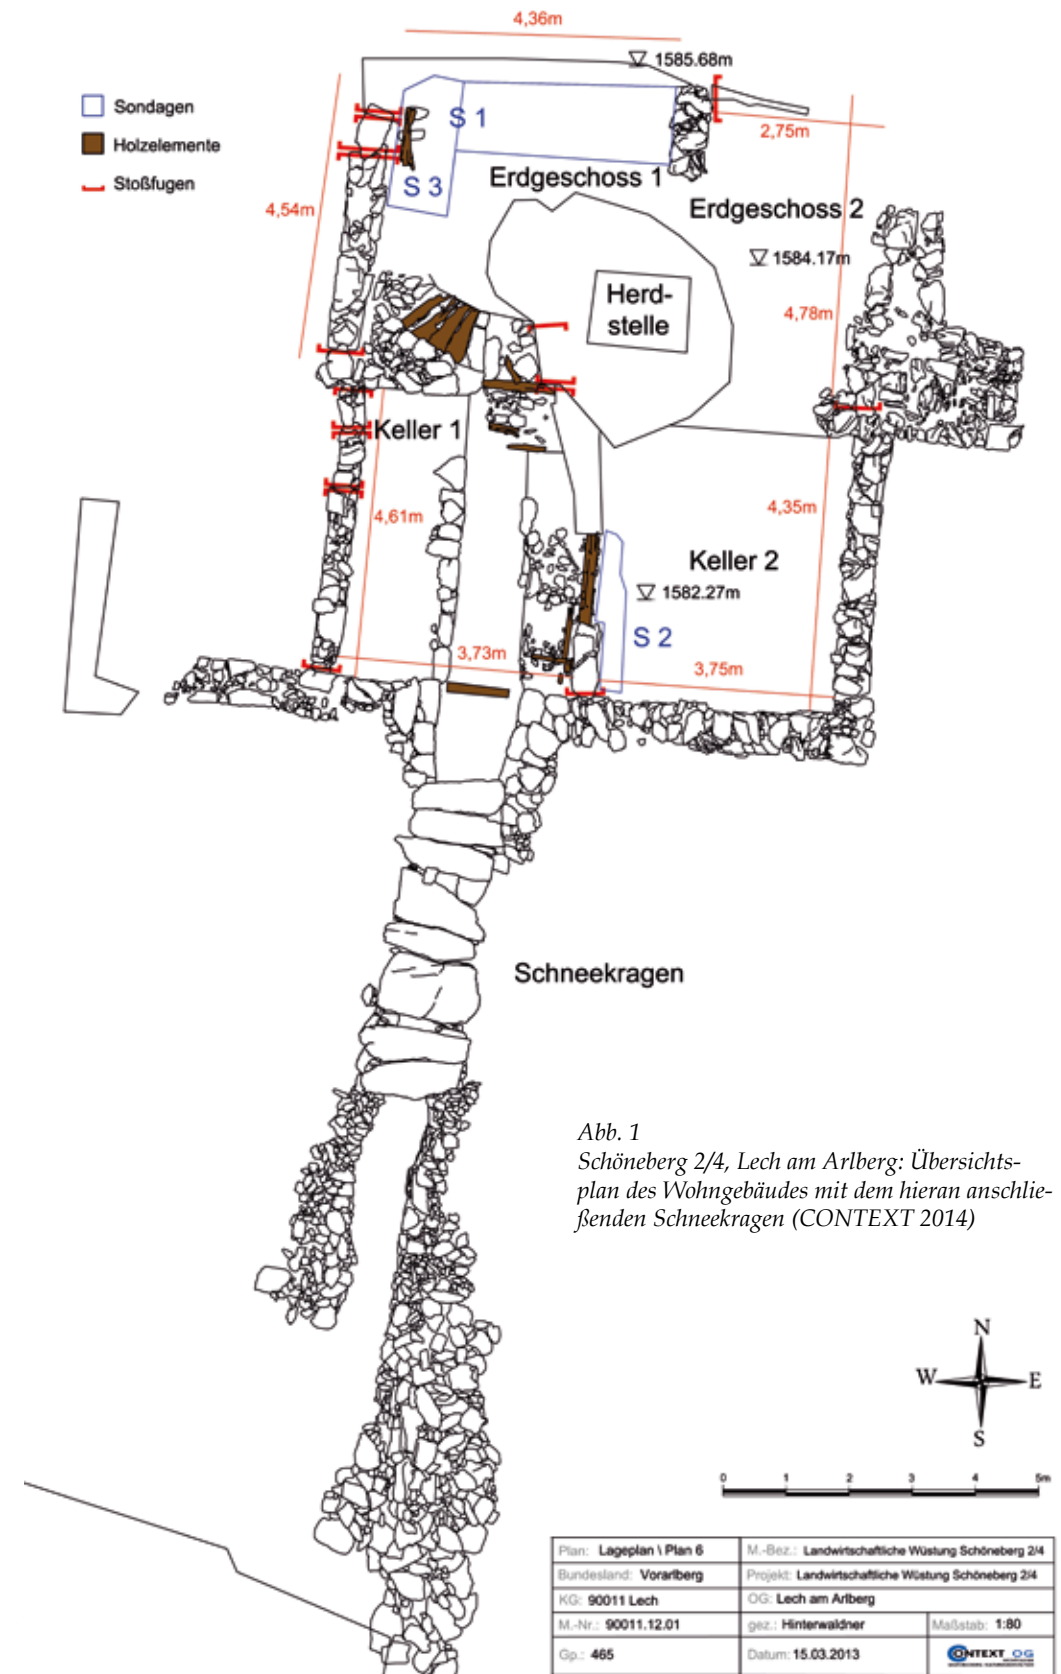 4,36m
1585.68m
Sondagen
Holzelemente
Stoßfugen
S 1
2,75m
S 3
Erdgeschoss 1
Erdgeschoss 2
4,54m
1584.17m
Herd-
stelle
4,78m
Keller 1
4,61m
4,35m
Keller 2
1582.27m
S 2
3,73m
3,75m
Schneekragen
Abb. 1
Schöneberg 2/4, Lech am Arlberg: Übersichts-
plan des Wohngebäudes mit dem hieran anschlie-
ßenden Schneekragen (CONTEXT 2014)
N
W E
S
0 1 2 3 4 5m
Plan: Lageplan \ Plan 6 M.-Bez.: Landwirtschaftliche Wüstung Schöneberg 2/4
Bundesland: Vorarlberg Projekt: Landwirtschaftliche Wüstung Schöneberg 2/4
KG: 90011 Lech OG: Lech am Arlberg
M.-Nr.: 90011.12.01 gez.: Hinterwaldner Maßstab: 1:80
Gp.: 465 Datum: 15.03.2013 CONTEXT OG